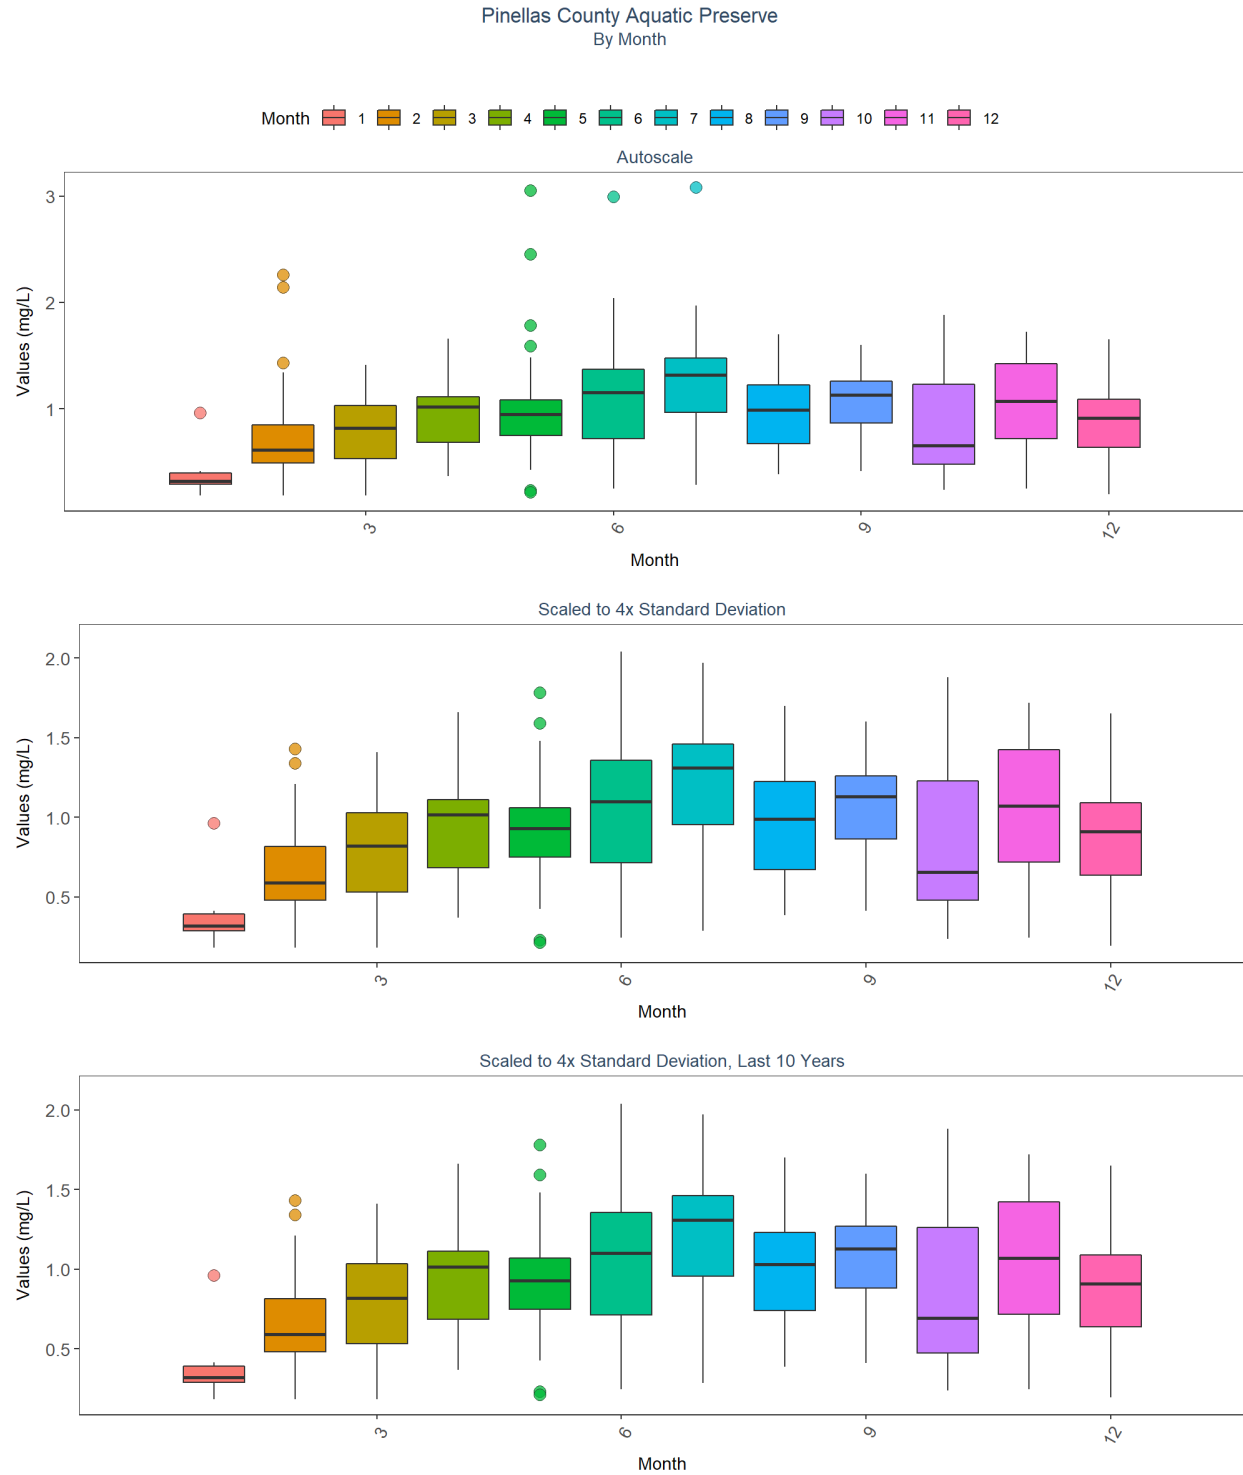 Pinellas County Aquatic Preserve
By Month
Month 1 2 3 4 5 6 7 8 9 10 11 12
Autoscale
Values (mg/L)
3
2
1
3 6 9 12
Month
Scaled to 4x Standard Deviation
Values (mg/L)
2.0
1.5
1.0
0.5
3 6 9 12
Month
Scaled to 4x Standard Deviation, Last 10 Years
Values (mg/L)
2.0
1.5
1.0
0.5
3 6 9 12
Month